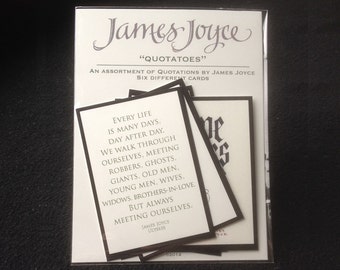 James Joyce
"QUOTATOES"
AN ASSORTMENT OF QUOTATIONS BY JAMES JOYCE
SIX DIFFERENT CARDS
EVERY LIFE
IS MANY DAYS,
DAY AFTER DAY.
WE WALK THROUGH
OURSELVES, MEETING
ROBBERS, GHOSTS,
GIANTS, OLD MEN,
YOUNG MEN, WIVES,
WIDOWS, BROTHERS-IN-LOVE.
BUT ALWAYS
MEETING OURSELVES.
JAMES JOYCE
ULYSSES